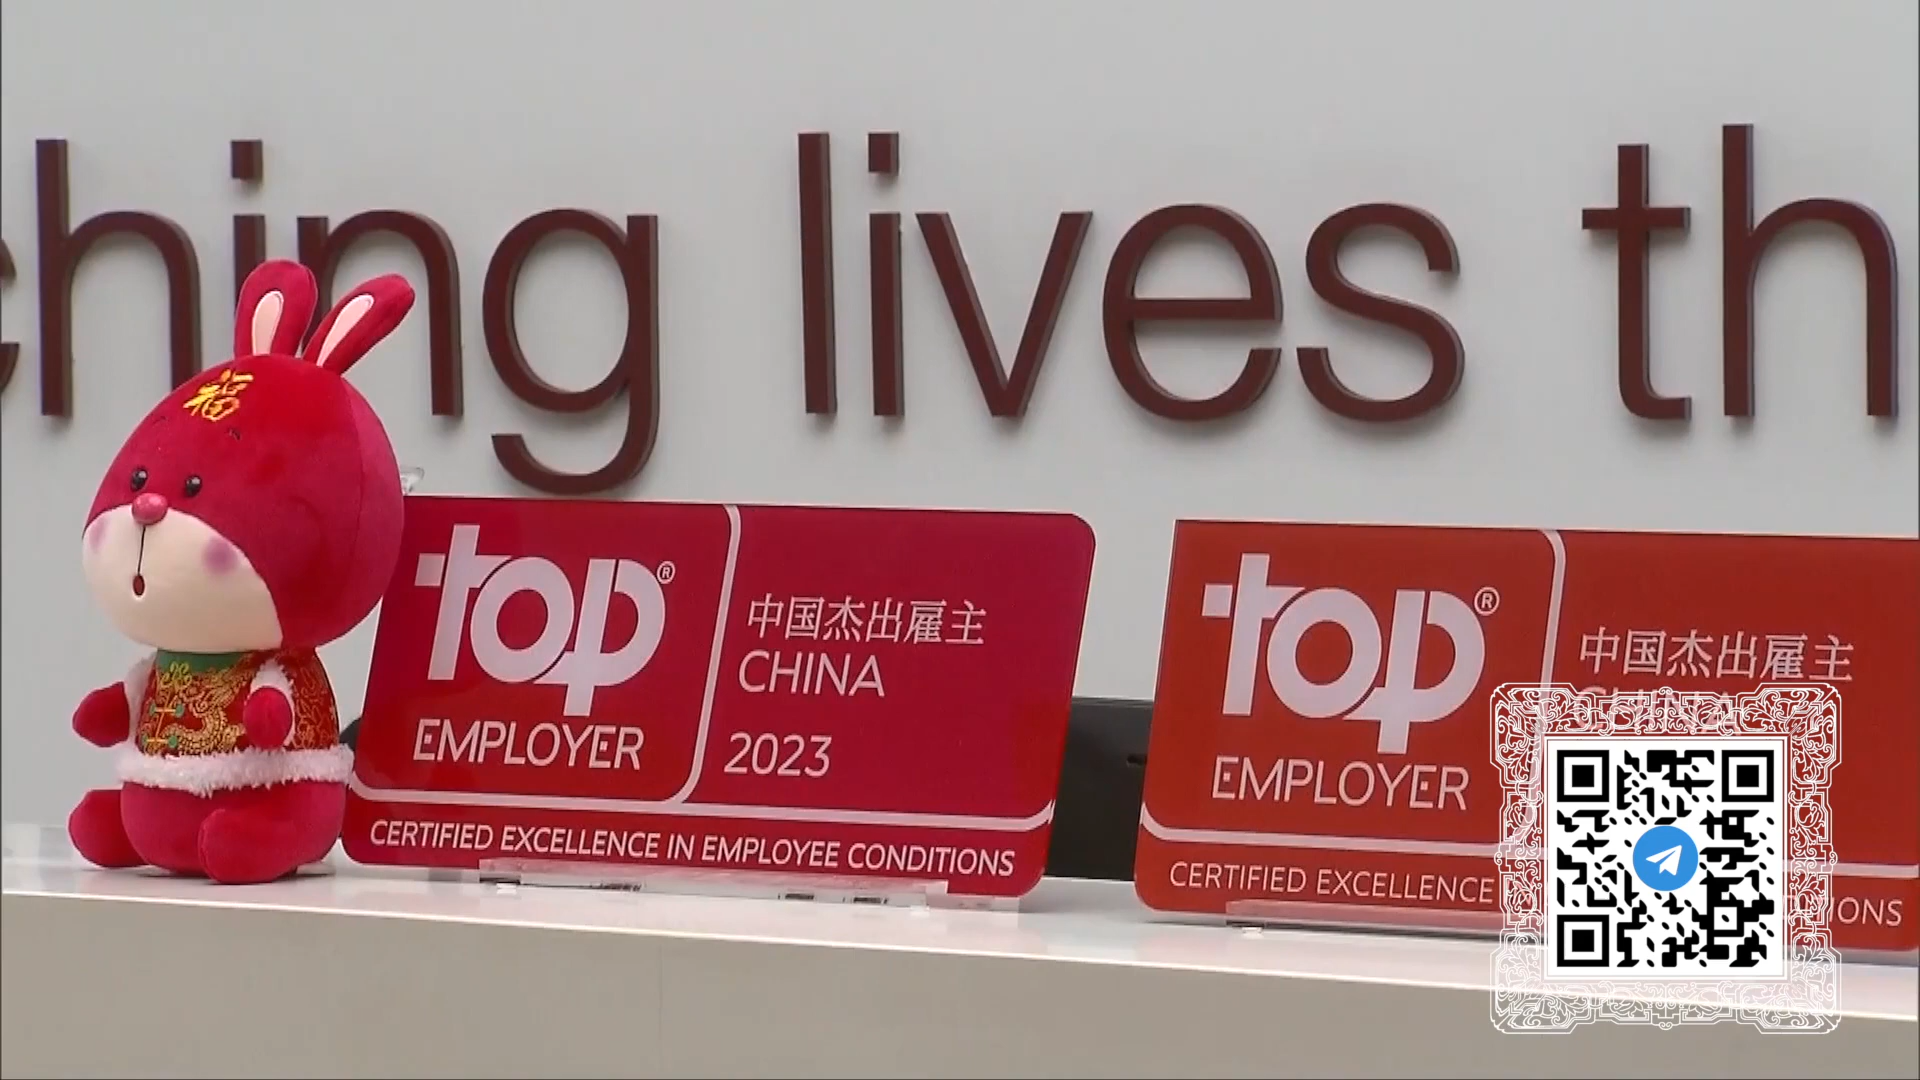 ching lives th
福
top®
EMPLOYER
中国杰出雇主
CHINA
2023
CERTIFIED EXCELLENCE IN EMPLOYEE CONDITIONS
top®
EMPLOYER
中国杰出雇主
CHINA
CERTIFIED EXCELLENCE
IONS